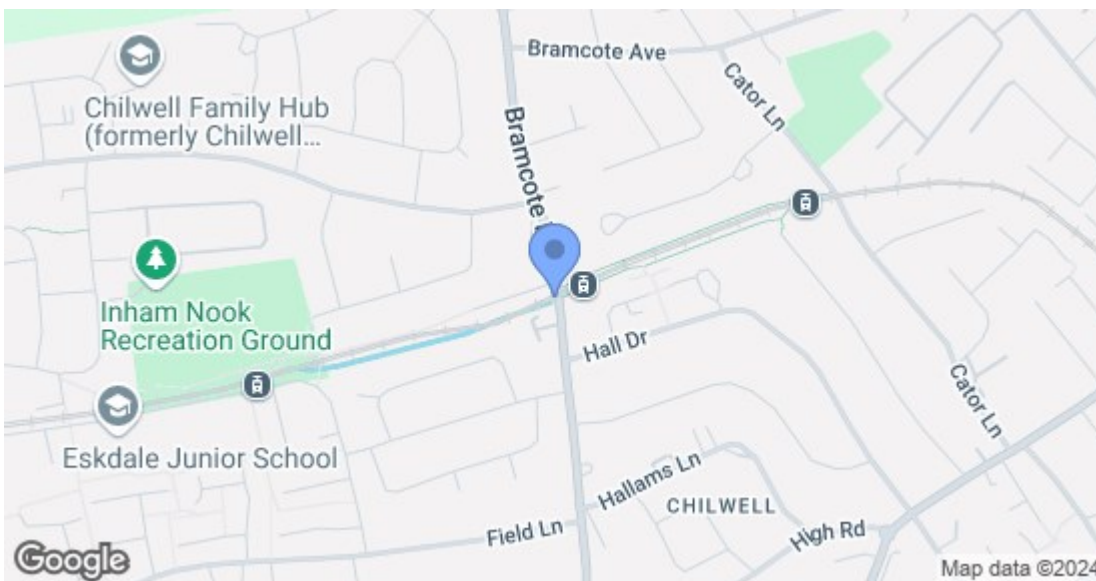 Bramcote Ave
Cator Ln
Chilwell Family Hub
(formerly Chilwell...
Bramcote
Inham Nook
Recreation Ground
Hall Dr
Cator Ln
Eskdale Junior School
Hallams Ln
CHILWELL
Field Ln
High Rd
Google
Map data ©2024